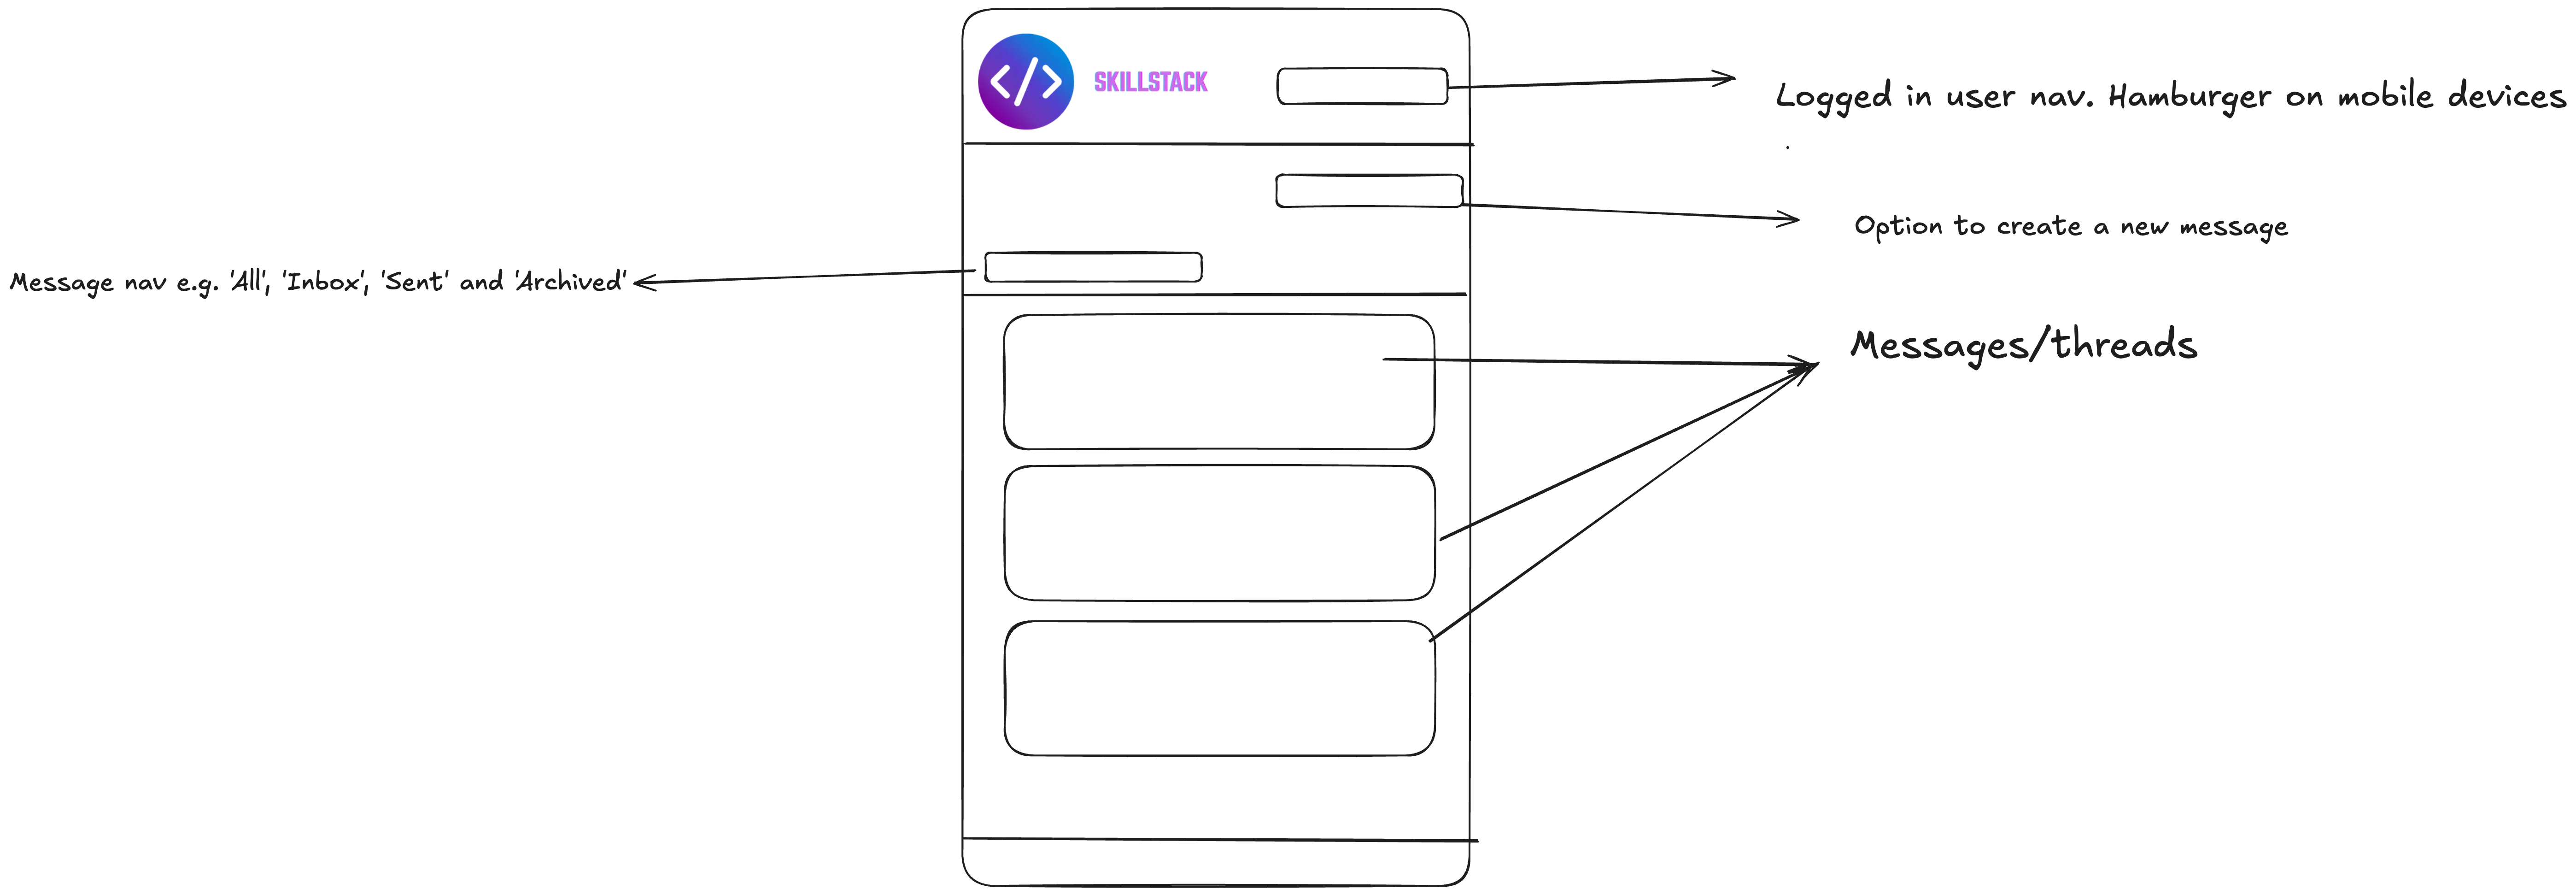 </>
SKILLSTACK
Logged in user nav. Hamburger on mobile devices
.
Option to create a new message
Message nav e.g. 'All', 'Inbox', 'Sent' and 'Archived'
Messages/threads